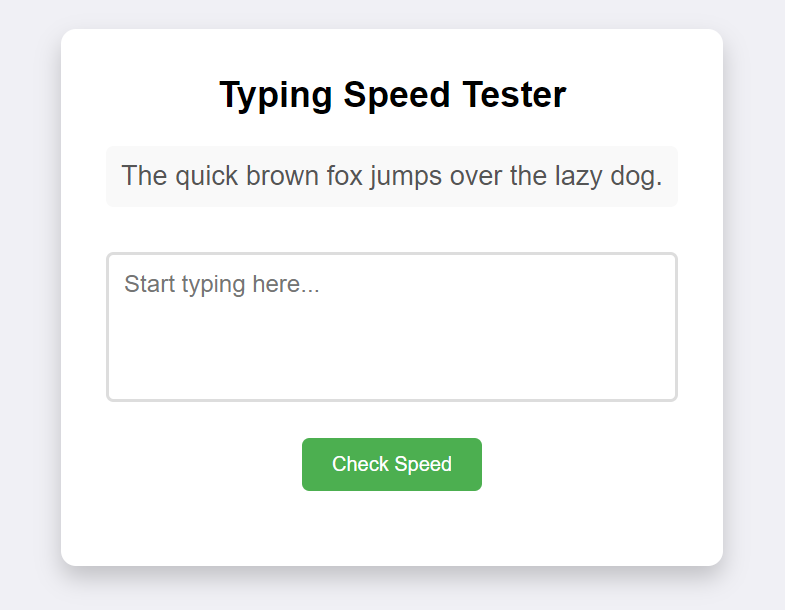 Typing Speed Tester
The quick brown fox jumps over the lazy dog.
Start typing here...
Check Speed